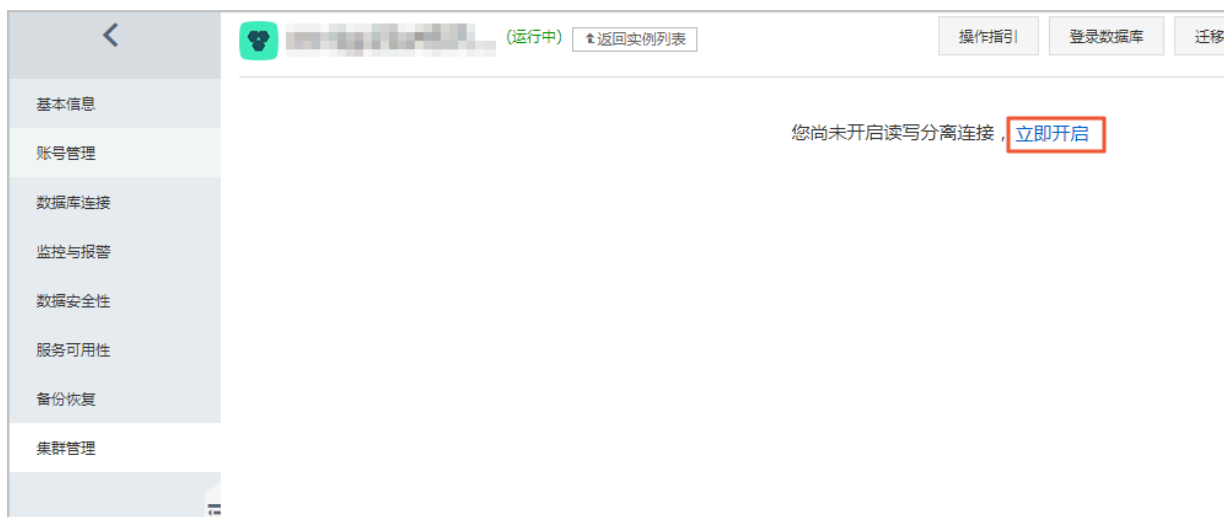 (运行中) 返回实例列表 操作指引 登录数据库 迁移
基本信息
您尚未开启读写分离连接，立即开启
账号管理
数据库连接
监控与报警
数据安全性
服务可用性
备份恢复
集群管理